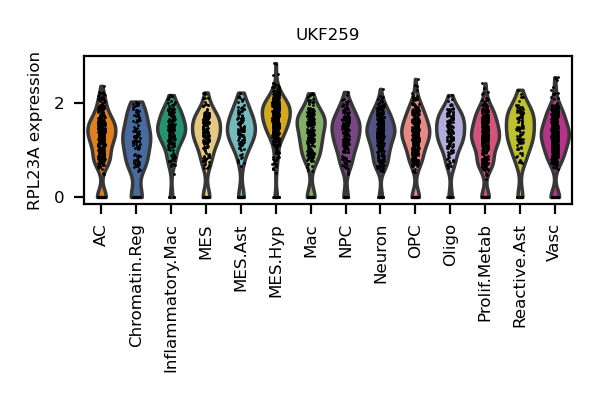 UKF259
RPL23A expression
2
0
AC
Chromatin.Reg
Inflammatory.Mac
MES
MES.Ast
MES.Hyp
Mac
NPC
Neuron
OPC
Oligo
Prolif.Metab
Reactive.Ast
Vasc